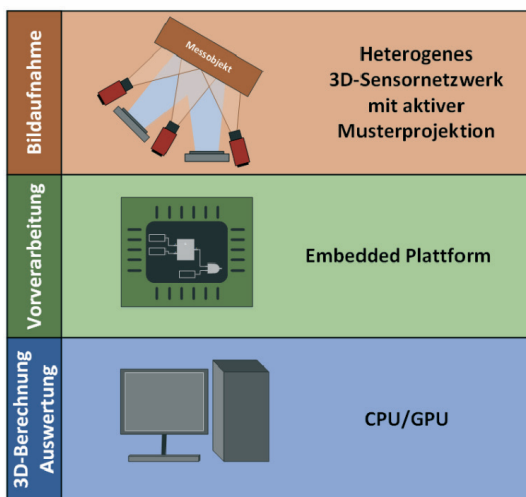 Bildaufnahme
Messobjekt
Heterogenes
3D-Sensornetzwerk
mit aktiver
Musterprojektion
Vorverarbeitung
Embedded Plattform
3D-Berechnung
Auswertung
CPU/GPU